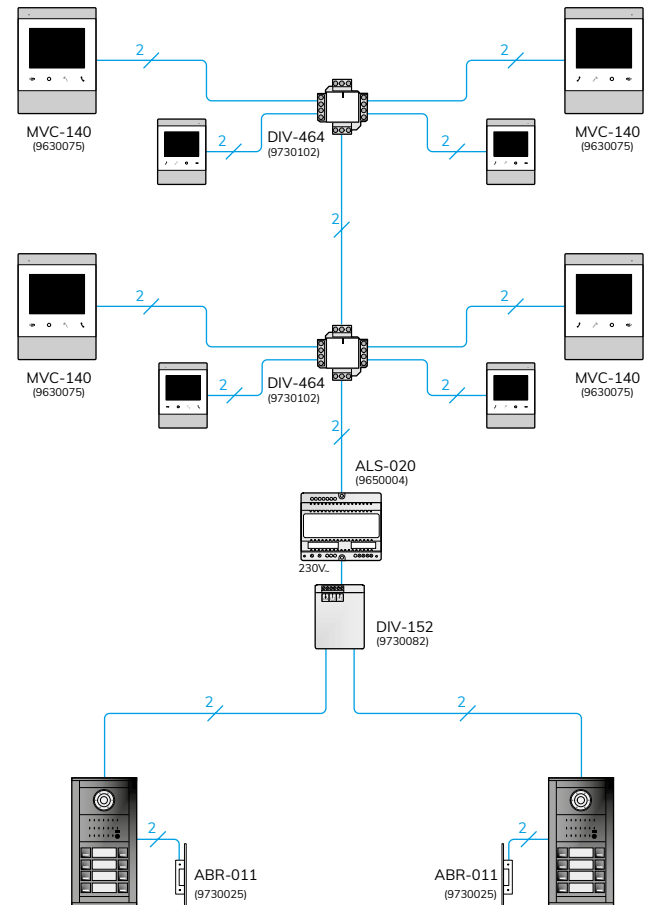 2
2
MVC-140
(9630075)
DIV-464
(9730102)
MVC-140
(9630075)
2
2
2
2
2
MVC-140
(9630075)
DIV-464
(9730102)
MVC-140
(9630075)
2
2
2
ALS-020
(9650004)
230V~
DIV-152
(9730082)
2
2
2
2
ABR-011
(9730025)
ABR-011
(9730025)